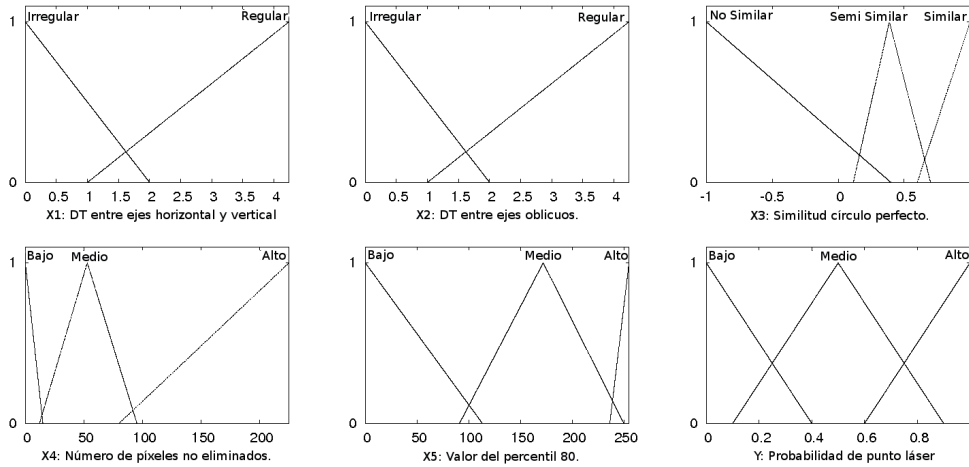 Irregular Regular
1
0
0 0.5 1 1.5 2 2.5 3 3.5 4
X1: DT entre ejes horizontal y vertical
Irregular Regular
1
0
0 0.5 1 1.5 2 2.5 3 3.5 4
X2: DT entre ejes oblicuos.
No Similar Semi Similar Similar
1
0
-1 -0.5 0 0.5 1
X3: Similitud círculo perfecto.
Bajo Medio Alto
1
0
0 50 100 150 200
X4: Número de píxeles no eliminados.
Bajo Medio Alto
1
0
0 50 100 150 200 250
X5: Valor del percentil 80.
Bajo Medio Alto
1
0
0 0.2 0.4 0.6 0.8 1
Y: Probabilidad de punto láser